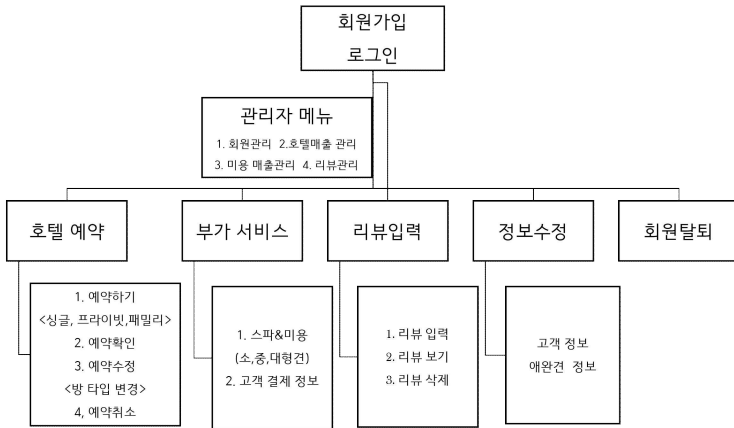 회원가입
로그인
관리자 메뉴
1. 회원관리 2.호텔매출 관리
3. 미용 매출관리 4. 리뷰관리
호텔 예약
부가 서비스
리뷰입력
정보수정
회원탈퇴
1. 예약하기
<싱글, 프라이빗,패밀리>
2. 예약확인
3. 예약수정
<방 타입 변경>
4, 예약취소
1. 스파&미용
(소,중,대형견)
2. 고객 결제 정보
1. 리뷰 입력
2. 리뷰 보기
3. 리뷰 삭제
고객 정보
애완견 정보